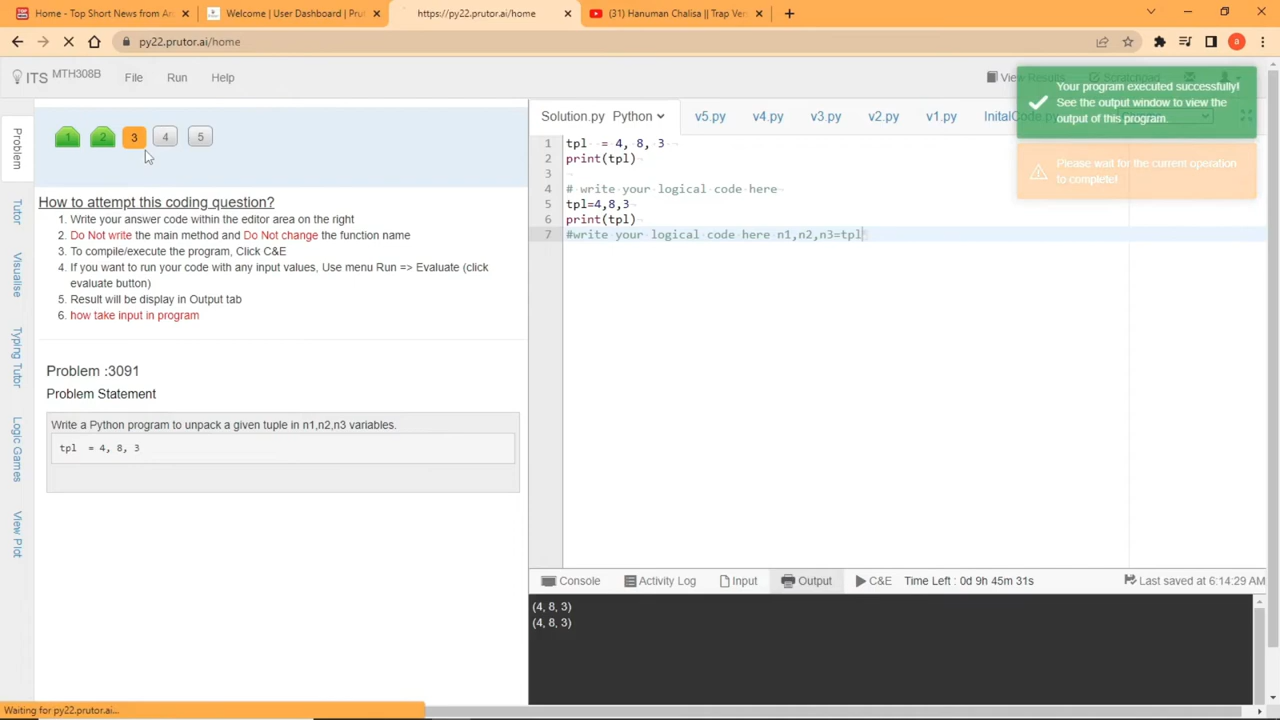 Home - Top Short News from Ar
Welcome | User Dashboard | Prut
https://py22.prutor.ai/home
(31) Hanuman Chalisa || Trap Ver
py22.prutor.ai/home
a
ITS MTH308B File Run Help
View Results Scratchpad
Your program executed successfully!
See the output window to view the
output of this program.
Please wait for the current operation
to complete!
Problem
Tutor
Visualise
Typing Tutor
Logic Games
View Plot
1 2 3 4 5
How to attempt this coding question?
1. Write your answer code within the editor area on the right
2. Do Not write the main method and Do Not change the function name
3. To compile/execute the program, Click C&E
4. If you want to run your code with any input values, Use menu Run => Evaluate (click
evaluate button)
5. Result will be display in Output tab
6. how take input in program
Problem :3091
Problem Statement
Write a Python program to unpack a given tuple in n1,n2,n3 variables.
tpl  = 4, 8, 3
Solution.py Python v5.py v4.py v3.py v2.py v1.py InitalCode.
1 tpl  = 4, 8, 3
2 print(tpl)
3
4 # write your logical code here
5 tpl=4,8,3
6 print(tpl)
7 #write your logical code here n1,n2,n3=tpl
Console Activity Log Input Output C&E Time Left : 0d 9h 45m 31s Last saved at 6:14:29 AM
(4, 8, 3)
(4, 8, 3)
Waiting for py22.prutor.ai...